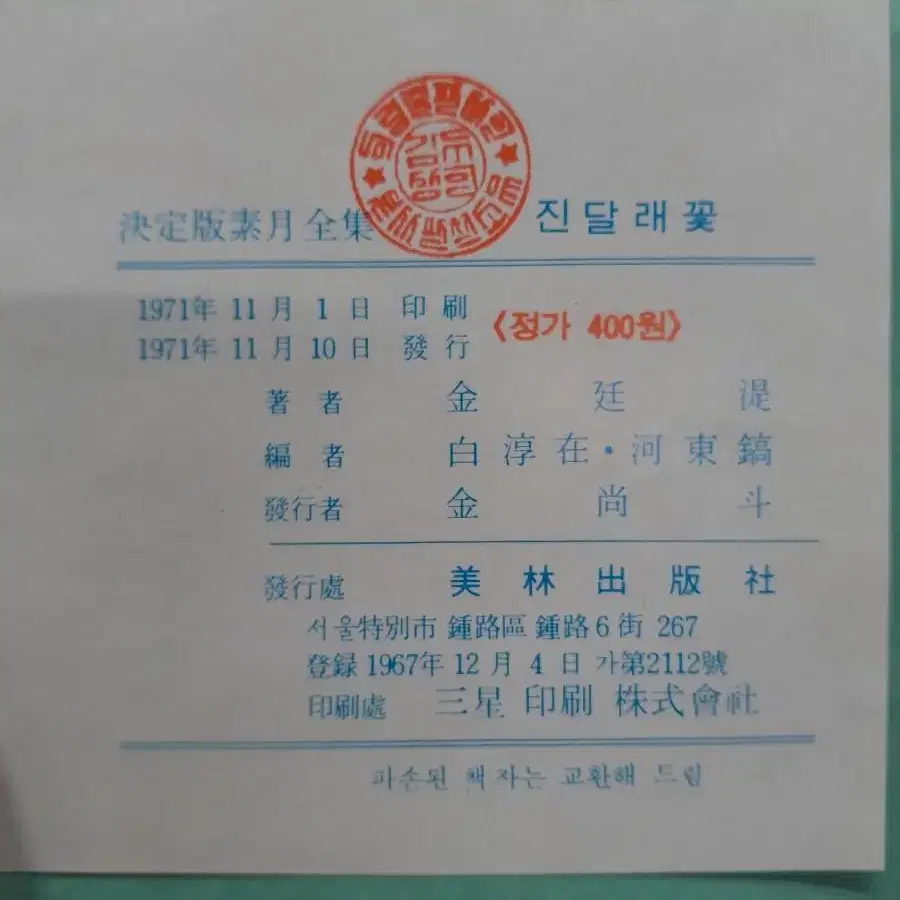 決定版素月全集 진달래꽃
1971年 11月 1日 印刷
1971年 11月 10日 發行
〈정가 400원〉
著者 金廷湜
編者 白淳在·河東鎬
發行者 金尚斗
發行處 美林出版社
서울特別市 鍾路區 鍾路6街 267
登録 1967年 12月 4日 가第2112號
印刷處 三星印刷株式會社
파손된 책자는 교환해 드림